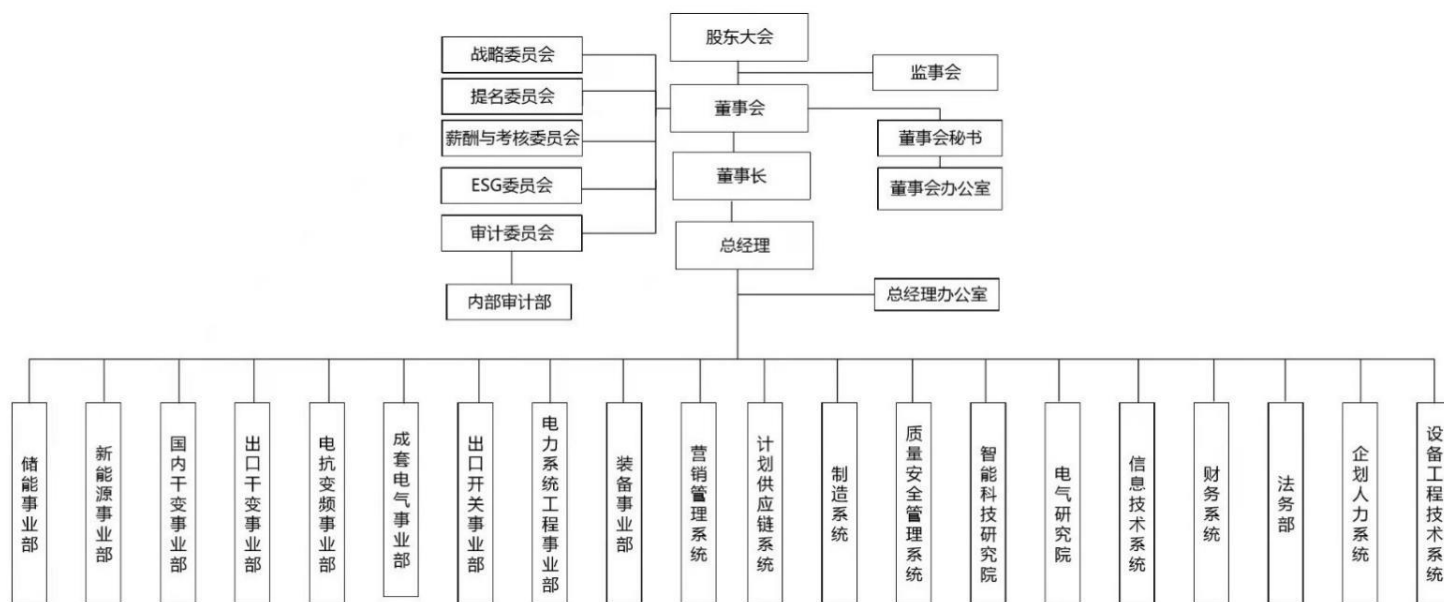 股东大会
战略委员会
监事会
提名委员会
董事会
薪酬与考核委员会
董事会秘书
董事长
ESG委员会
董事会办公室
审计委员会
总经理
内部审计部
总经理办公室
储能事业部
新能源事业部
国内干变事业部
出口干变事业部
电抗变频事业部
成套电气事业部
出口开关事业部
电力系统工程事业部
装备事业部
营销管理系统
计划供应链系统
制造系统
质量安全管理系统
智能科技研究院
电气研究院
信息技术系统
财务系统
法务部
企划人力系统
设备工程技术系统